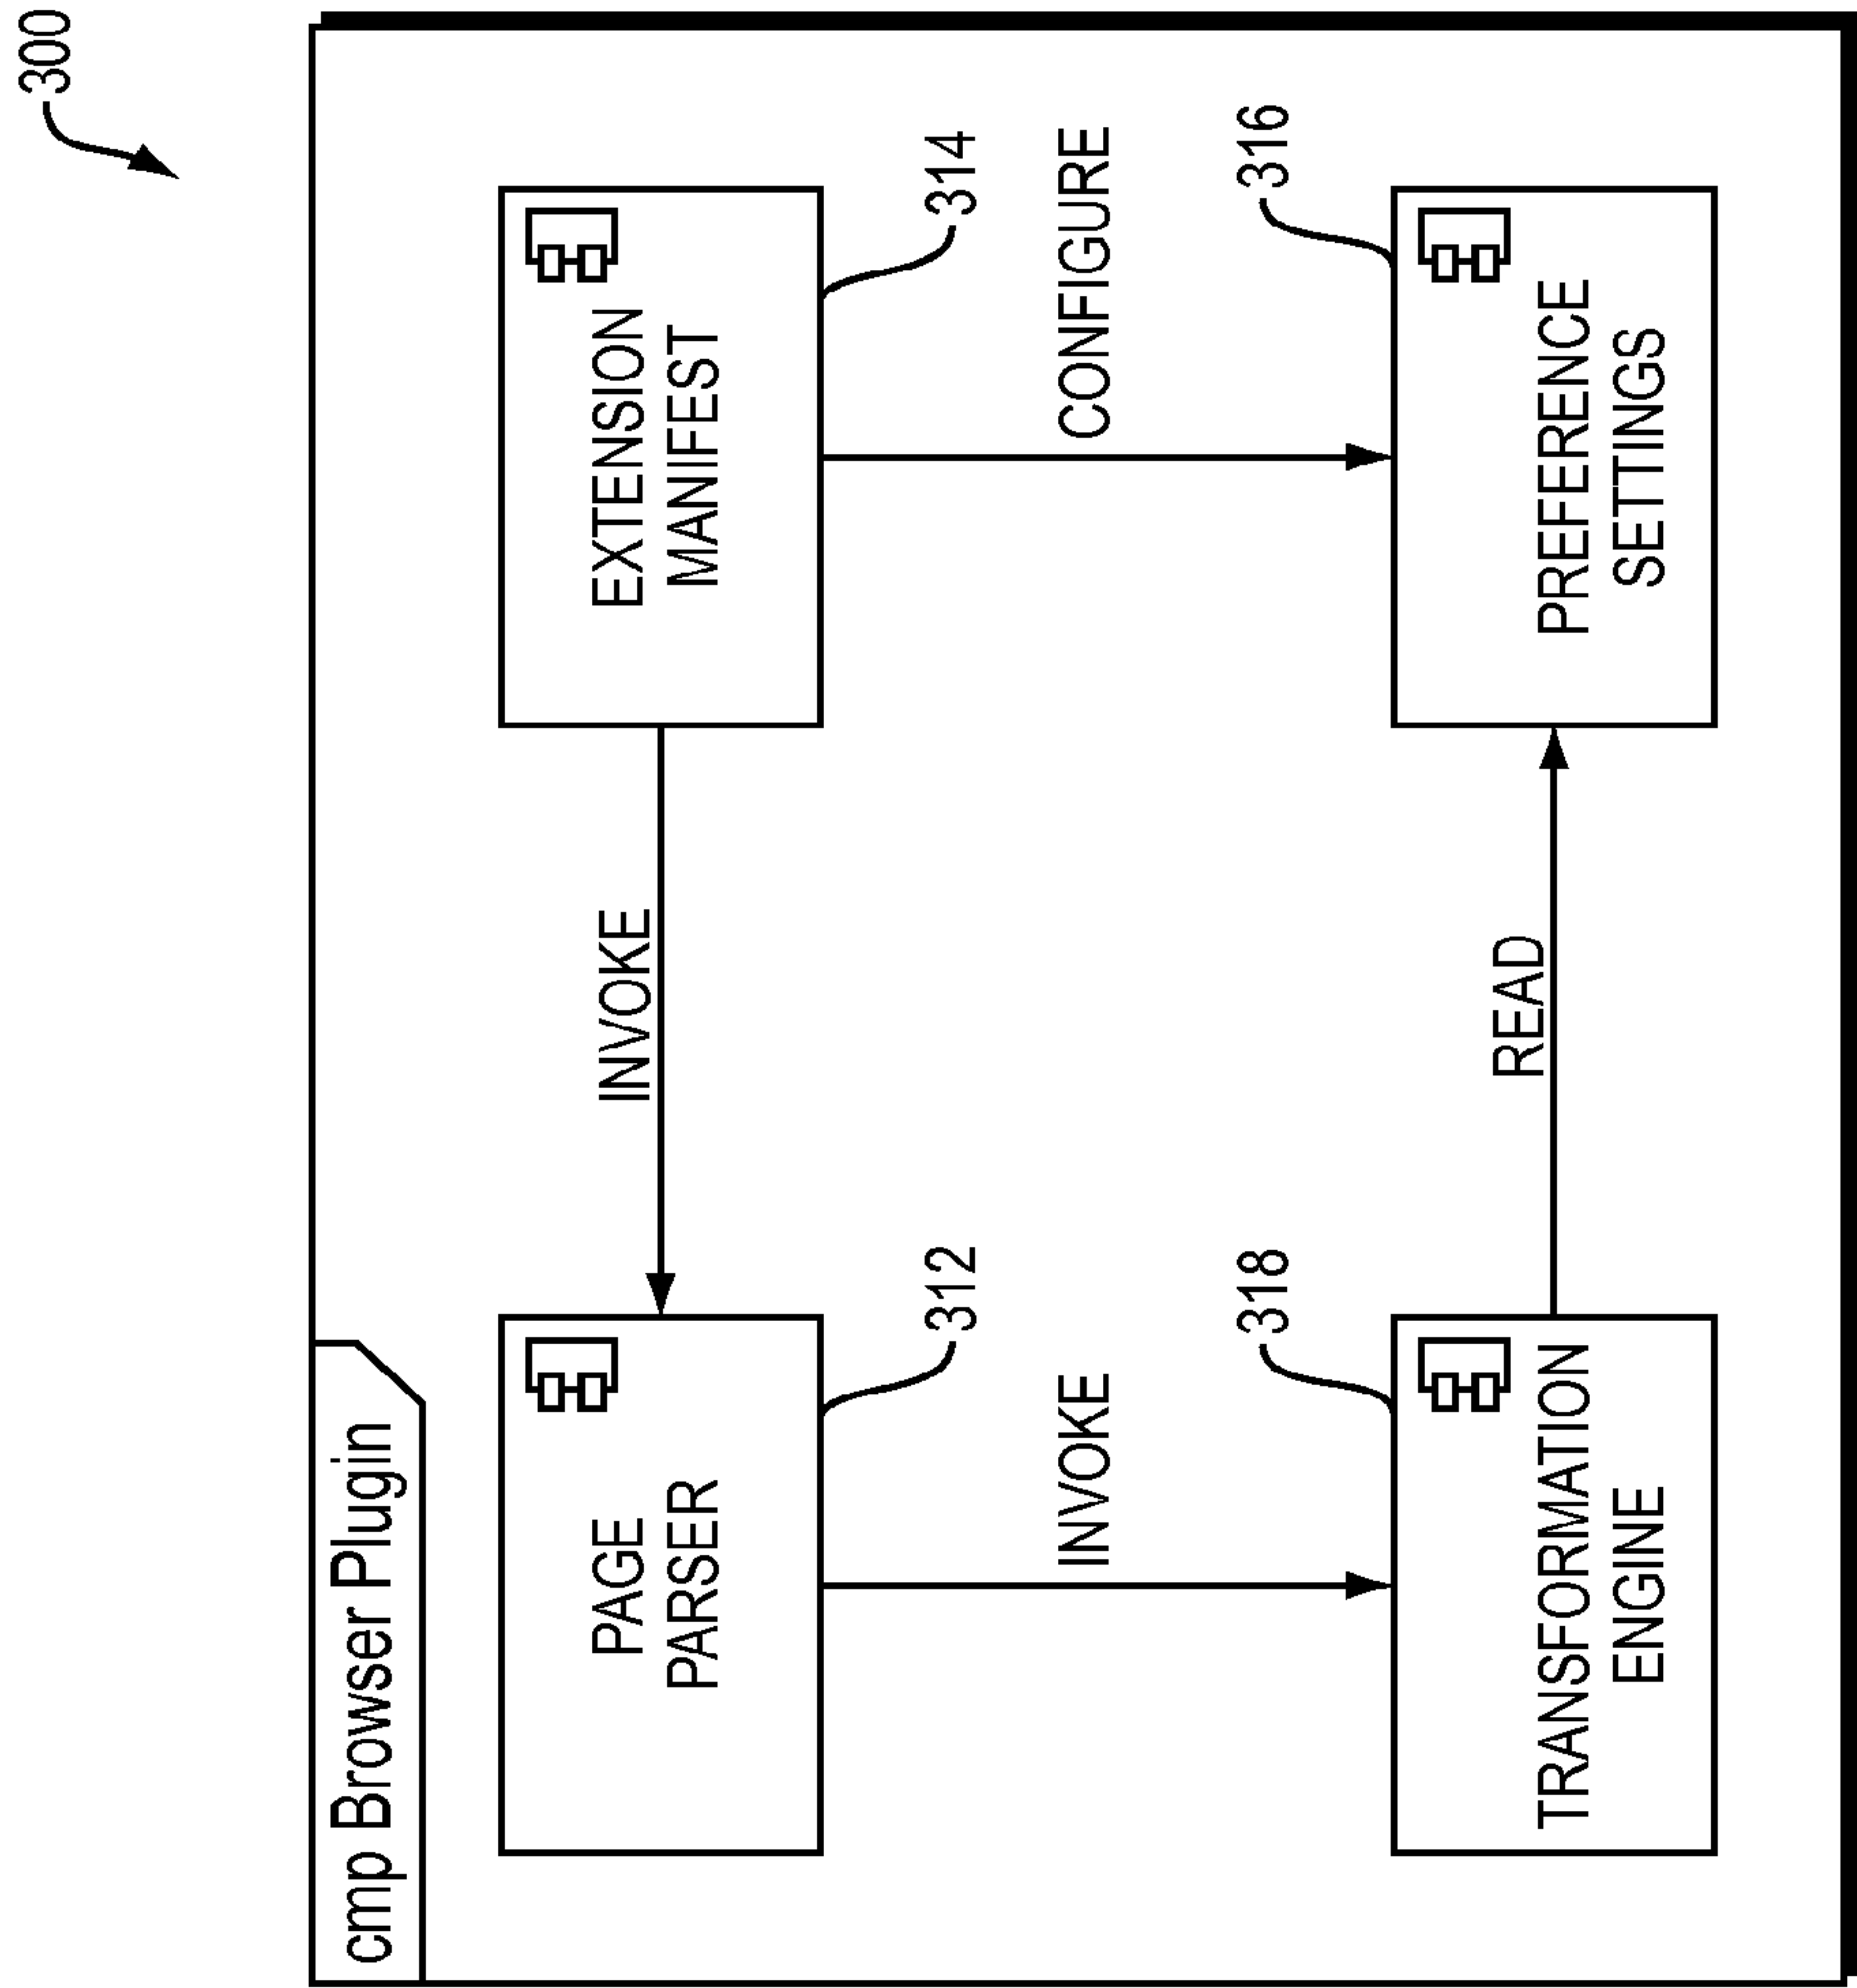 300
cmp Browser Plugin
PAGE
PARSER
INVOKE
EXTENSION
MANIFEST
312
314
INVOKE
CONFIGURE
318
316
TRANSFORMATION
ENGINE
READ
PREFERENCE
SETTINGS